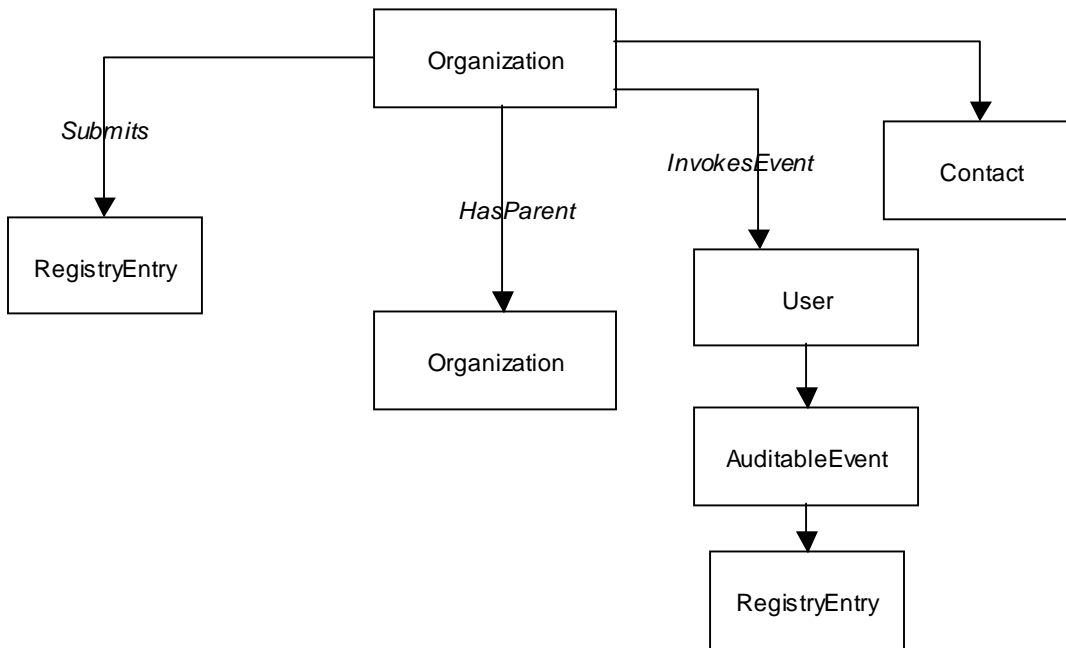 Organization
Submits
InvokesEvent
Contact
HasParent
RegistryEntry
User
Organization
AuditableEvent
RegistryEntry